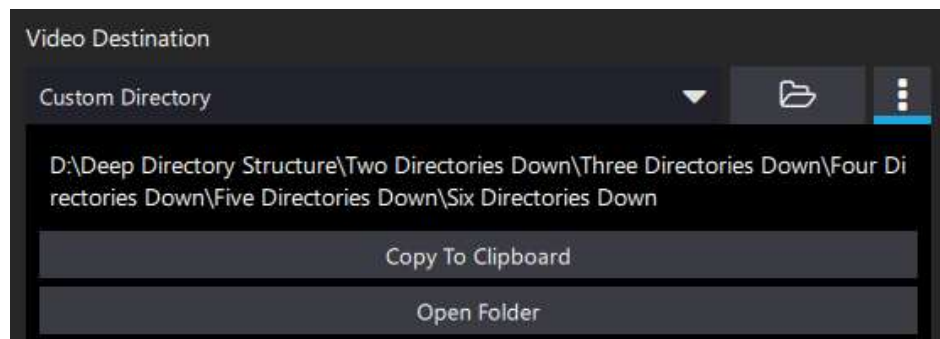 Video Destination
Custom Directory
D:\Deep Directory Structure\Two Directories Down\Three Directories Down\Four Di
rectories Down\Five Directories Down\Six Directories Down
Copy To Clipboard
Open Folder